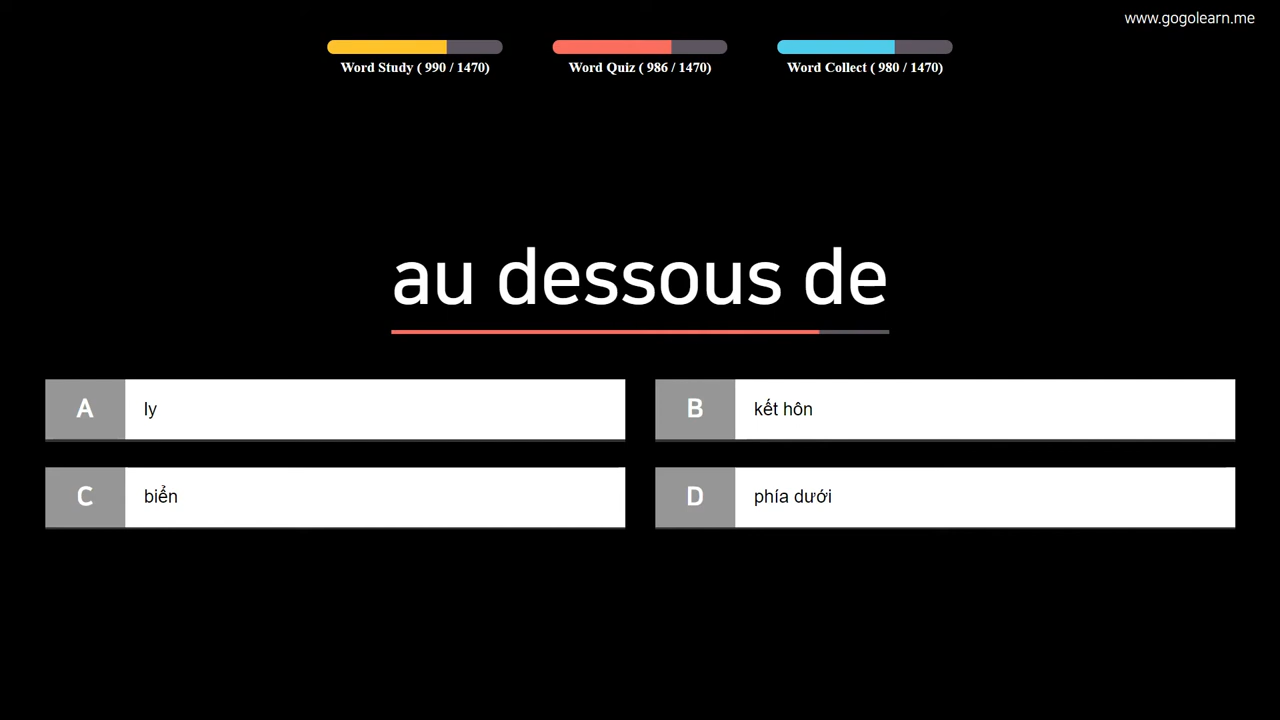 www.gogolearn.me
Word Study ( 990 / 1470)
Word Quiz ( 986 / 1470)
Word Collect ( 980 / 1470)
au dessous de
A ly
B kết hôn
C biển
D phía dưới